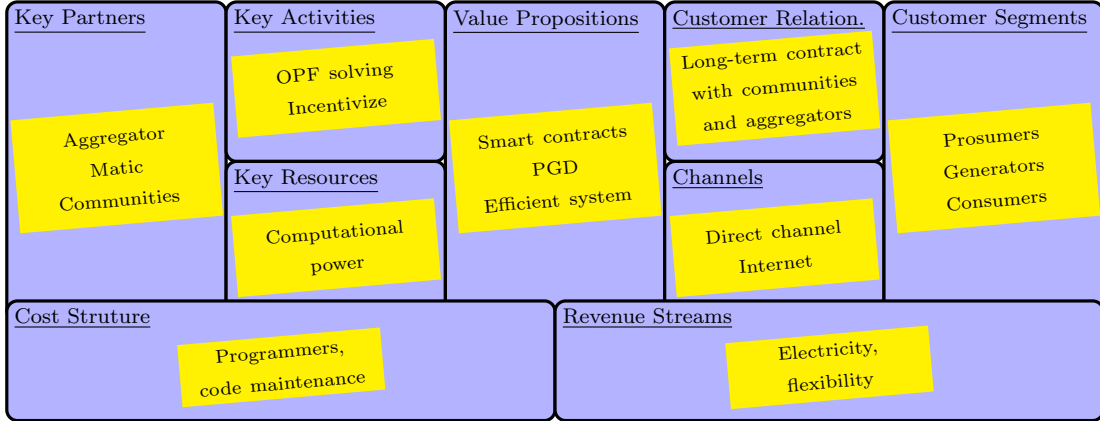 Key Partners
Aggregator
Matic
Communities
Key Activities
OPF solving
Incentivize
Key Resources
Computational
power
Value Propositions
Smart contracts
PGD
Efficient system
Customer Relation.
Long-term contract
with communities
and aggregators
Channels
Direct channel
Internet
Customer Segments
Prosumers
Generators
Consumers
Cost Struture
Programmers,
code maintenance
Revenue Streams
Electricity,
flexibility